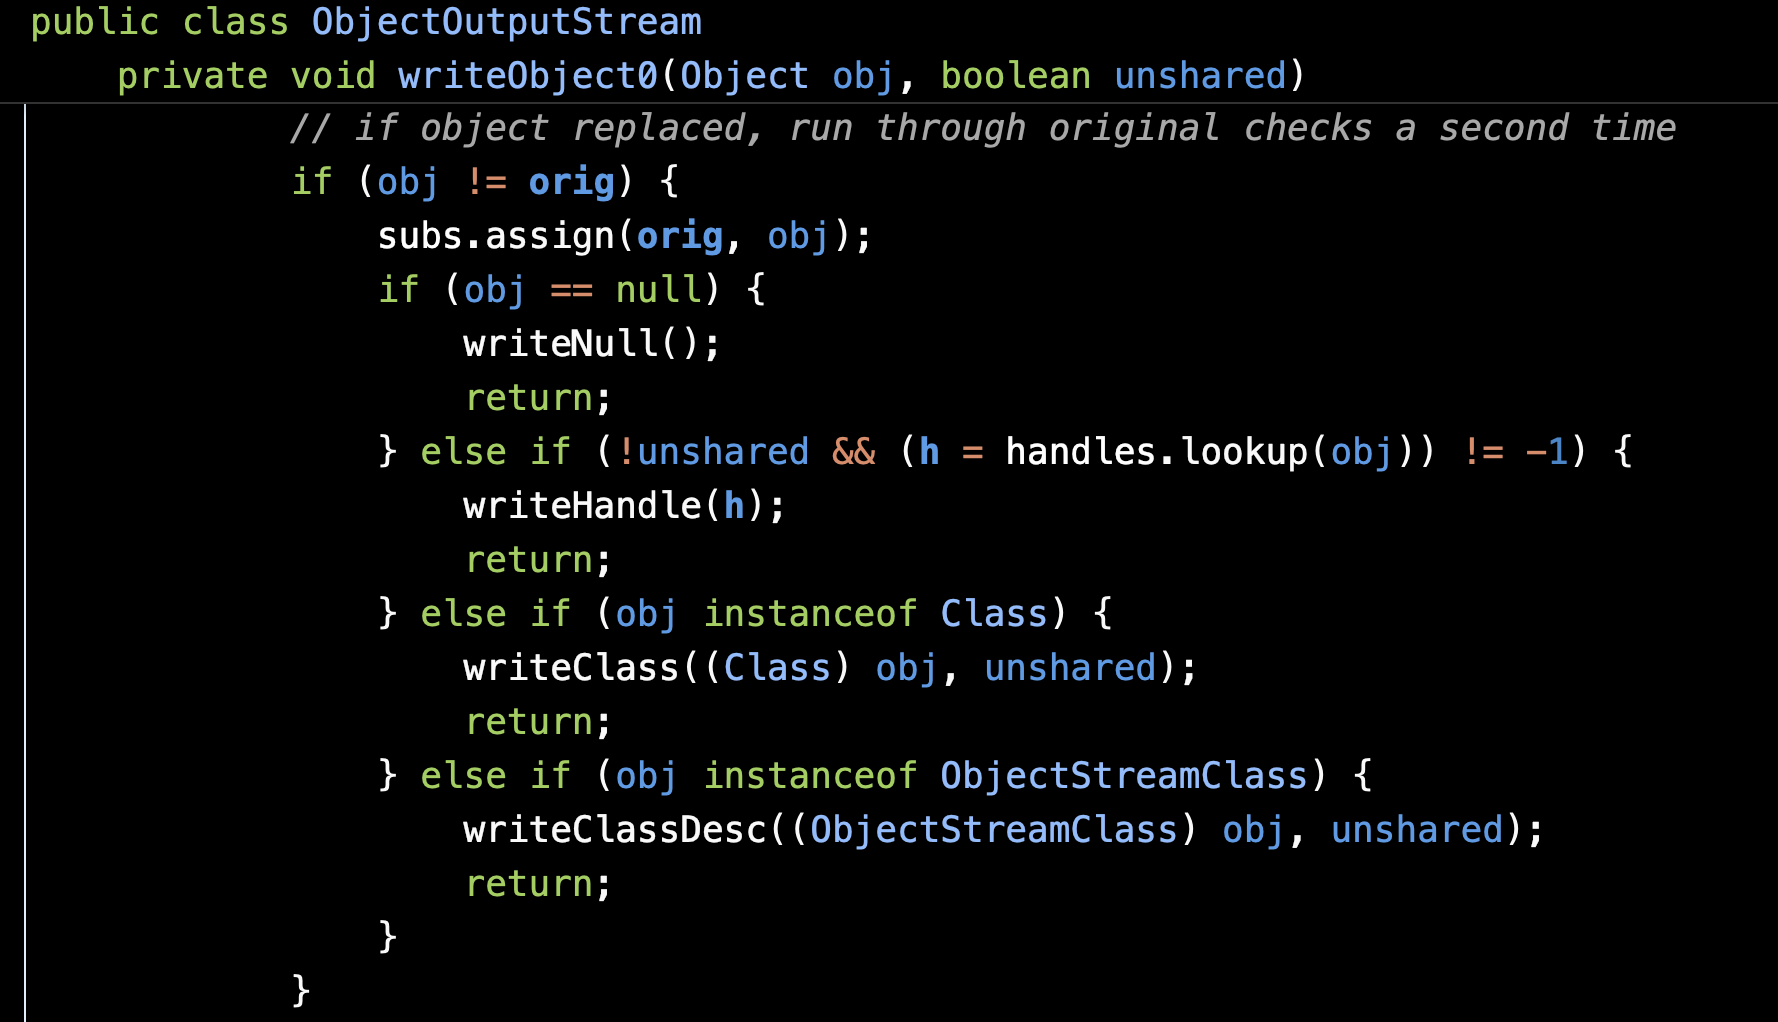 public class ObjectOutputStream
    private void writeObject0(Object obj, boolean unshared)
            // if object replaced, run through original checks a second time
            if (obj != orig) {
                subs.assign(orig, obj);
                if (obj == null) {
                    writeNull();
                    return;
                } else if (!unshared && (h = handles.lookup(obj)) != -1) {
                    writeHandle(h);
                    return;
                } else if (obj instanceof Class) {
                    writeClass((Class) obj, unshared);
                    return;
                } else if (obj instanceof ObjectStreamClass) {
                    writeClassDesc((ObjectStreamClass) obj, unshared);
                    return;
                }
            }